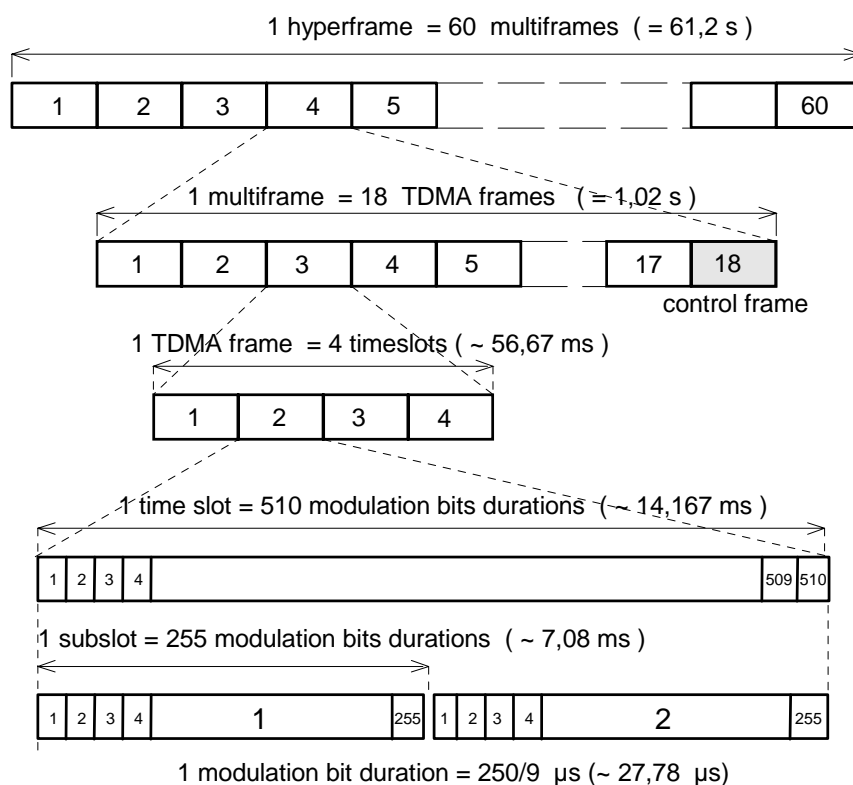 1 hyperframe = 60 multiframes ( = 61,2 s )
1 2 3 4 5 60
1 multiframe = 18 TDMA frames ( = 1,02 s )
1 2 3 4 5 17 18
control frame
1 TDMA frame = 4 timeslots ( ~ 56,67 ms )
1 2 3 4
1 time slot = 510 modulation bits durations ( ~ 14,167 ms )
1 2 3 4 509 510
1 subslot = 255 modulation bits durations ( ~ 7,08 ms )
1 2 3 4 1 255 1 2 3 4 2 255
1 modulation bit duration = 250/9 µs (~ 27,78 µs)